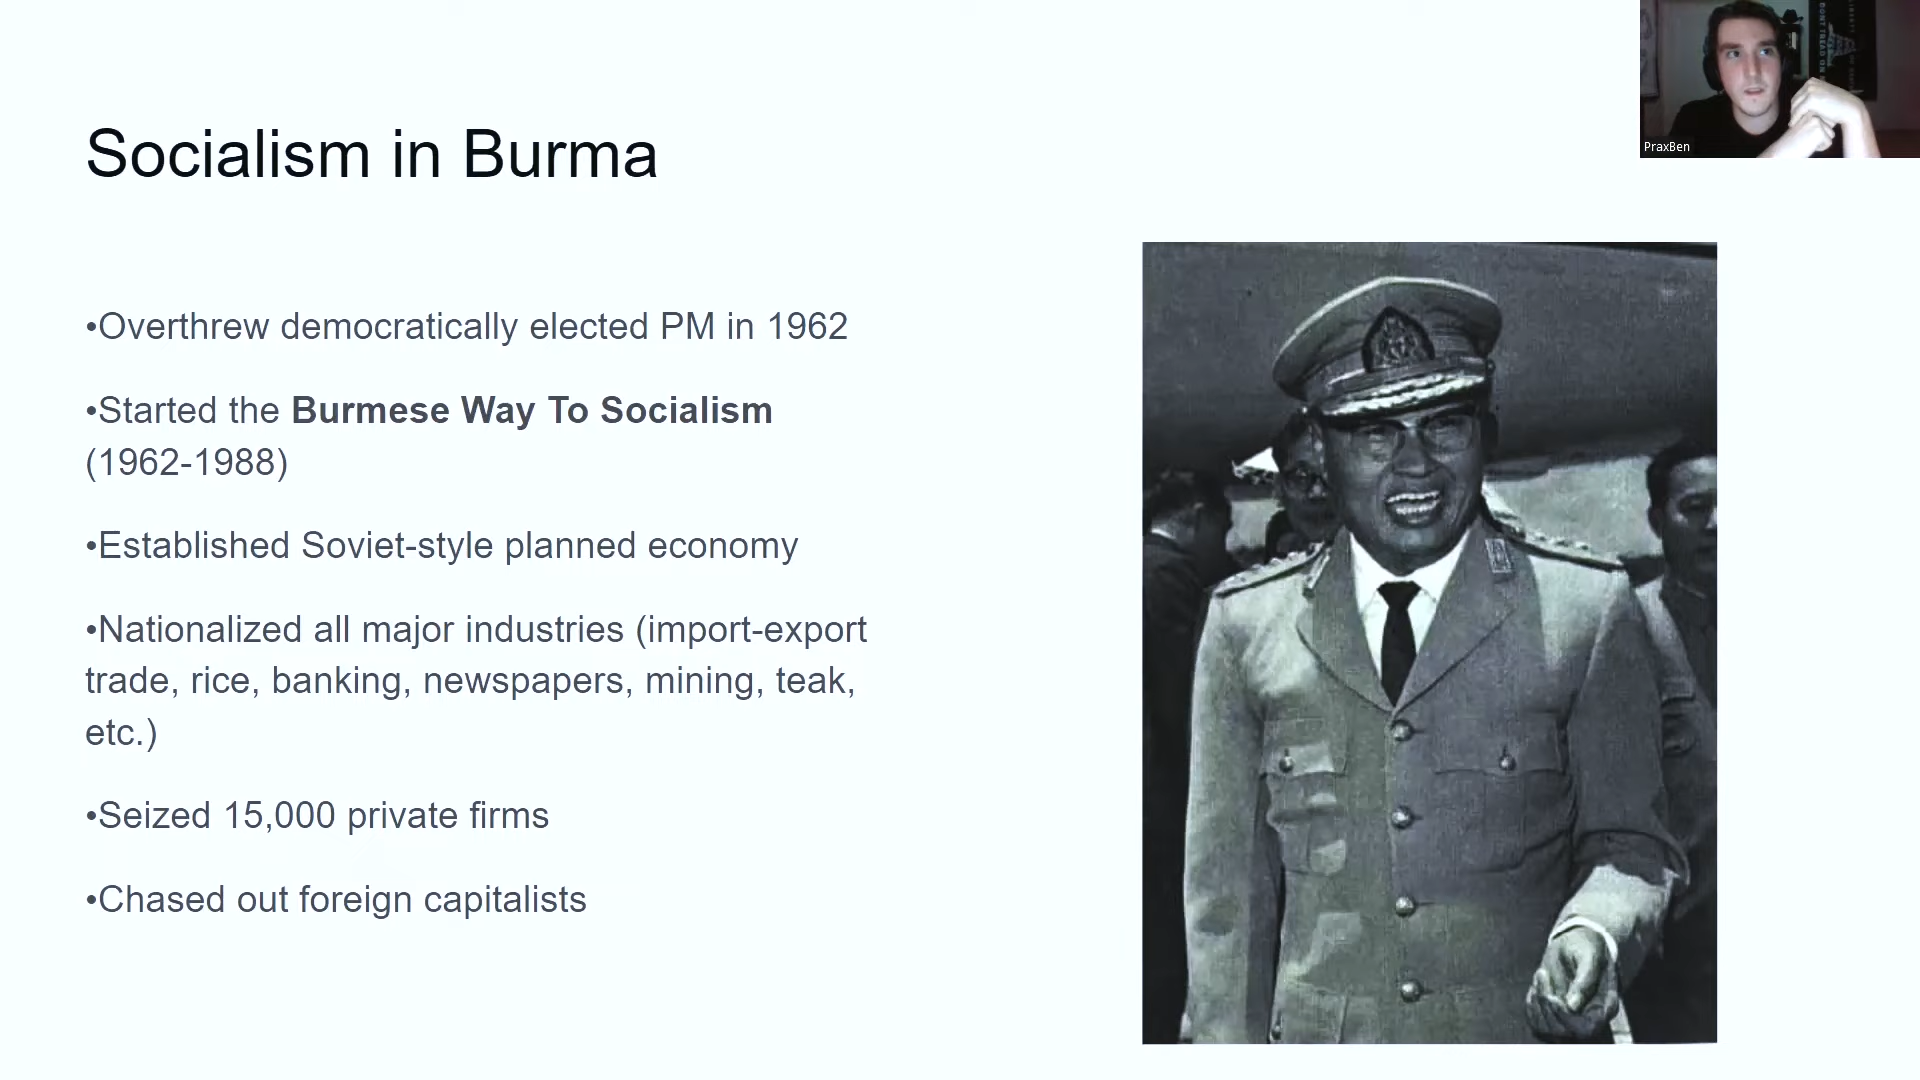 PraxBen
Socialism in Burma
•Overthrew democratically elected PM in 1962
•Started the Burmese Way To Socialism
(1962-1988)
•Established Soviet-style planned economy
•Nationalized all major industries (import-export
trade, rice, banking, newspapers, mining, teak,
etc.)
•Seized 15,000 private firms
•Chased out foreign capitalists